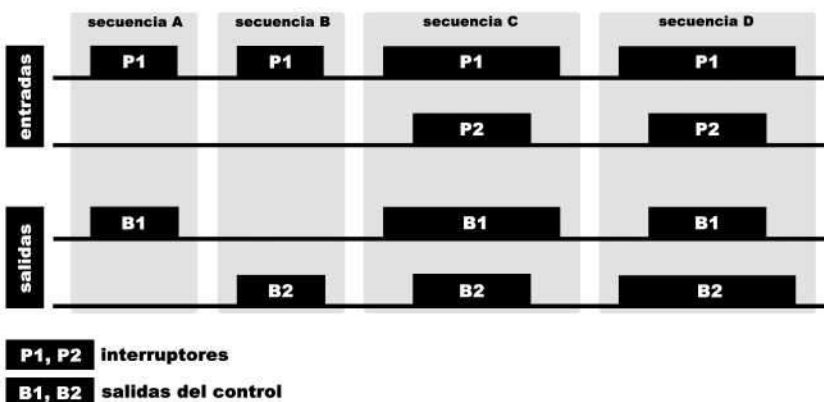 secuencia A secuencia B secuencia C secuencia D
entradas
P1 P1 P1 P1
P2 P2
salidas
B1 B1 B1
B2 B2 B2
P1, P2 interruptores
B1, B2 salidas del control